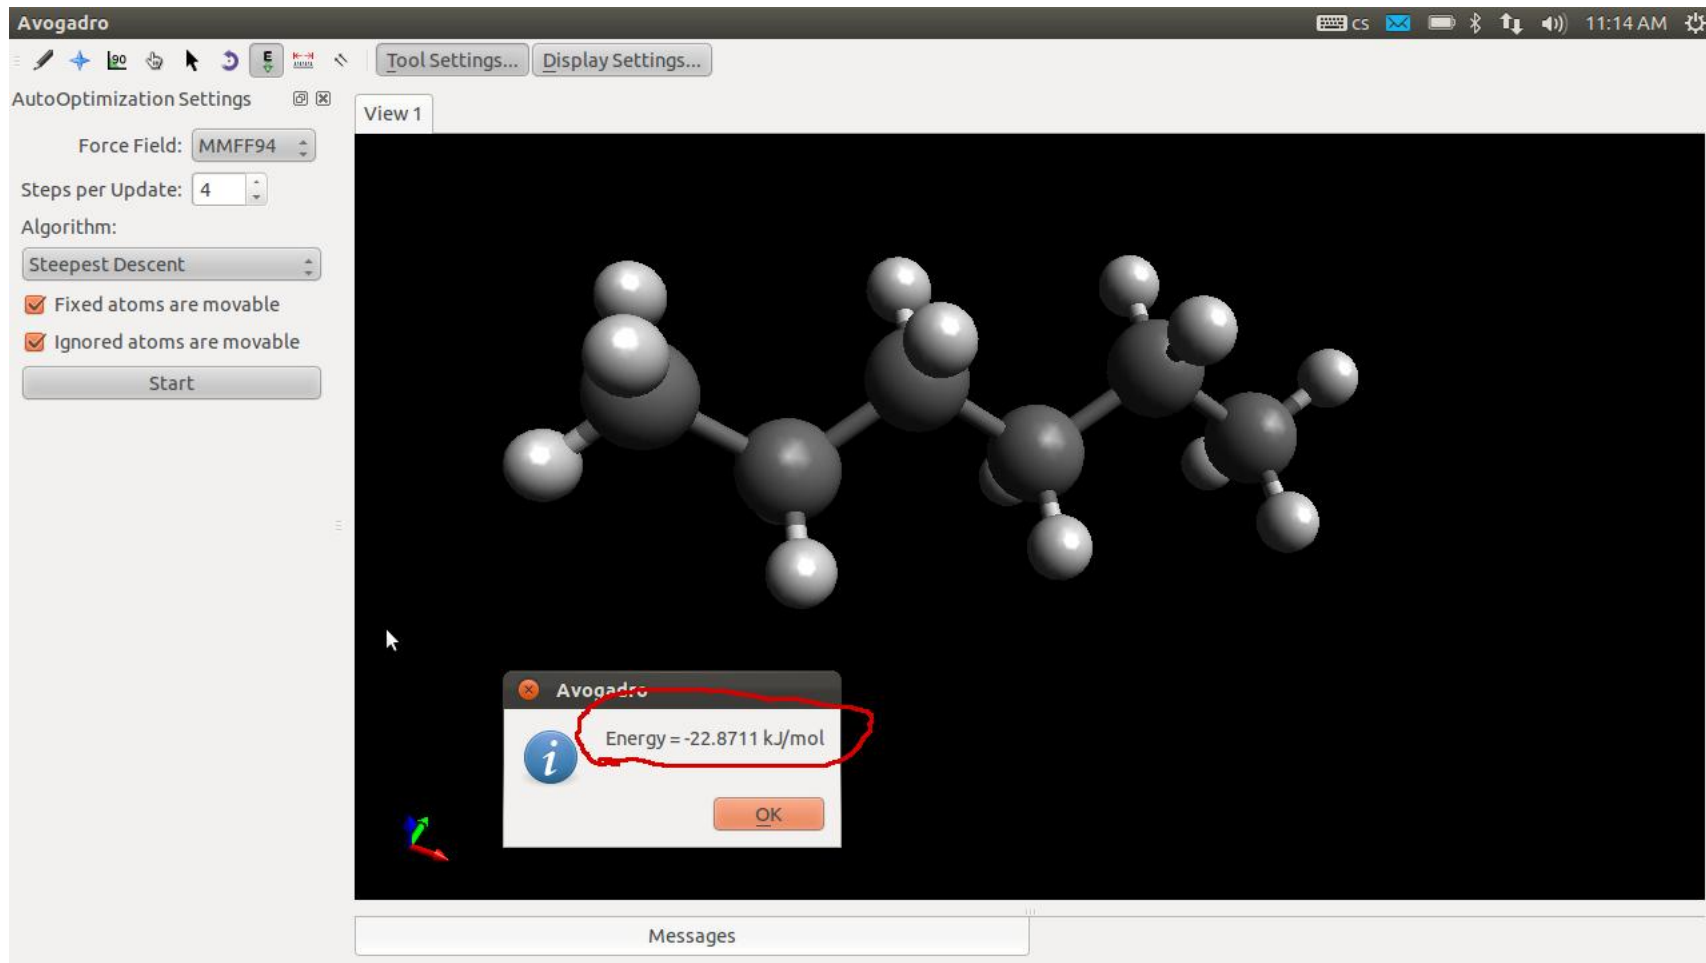 Avogadro
cs
11:14 AM
90
E
Tool Settings...
Display Settings...
AutoOptimization Settings
View 1
Force Field: MMFF94
Steps per Update: 4
Algorithm:
Steepest Descent
Fixed atoms are movable
Ignored atoms are movable
Start
Avogadro
Energy = -22.8711 kJ/mol
OK
Messages